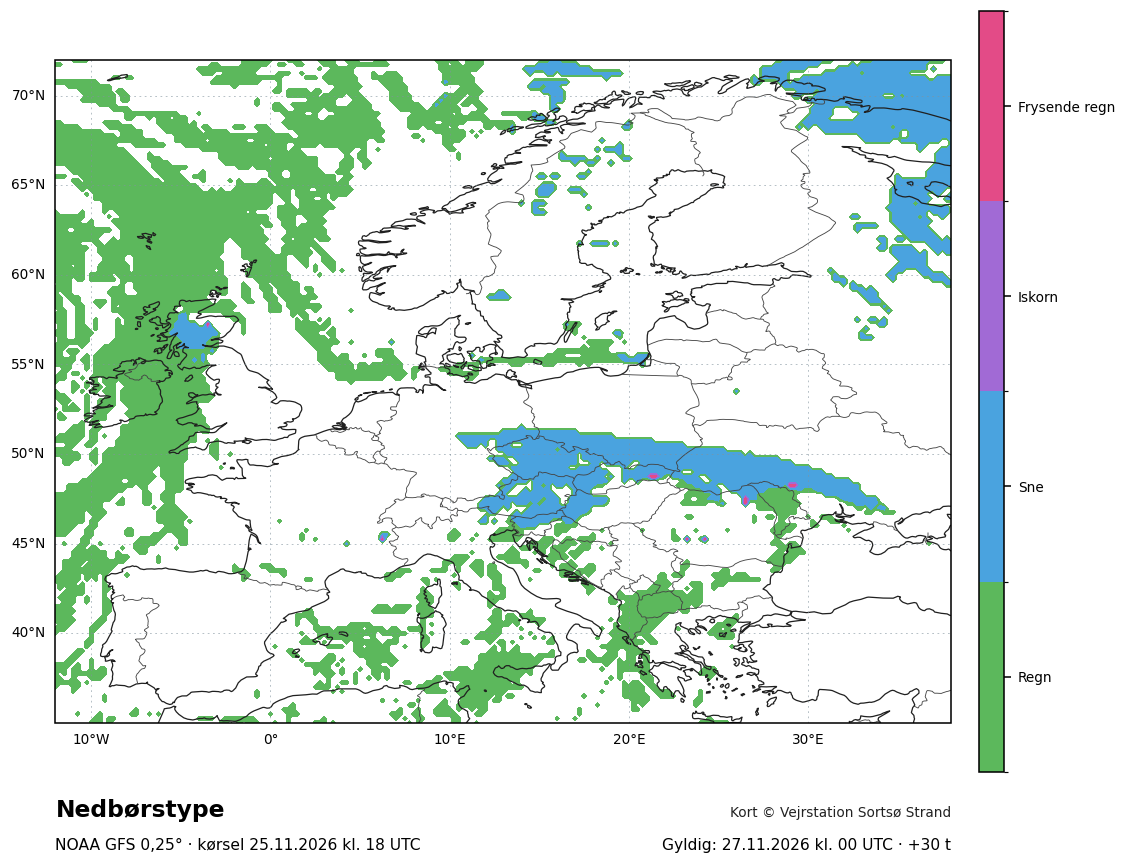 Frysende regn
Iskorn
Sne
Regn
70°N
65°N
60°N
55°N
50°N
45°N
40°N
10°W
0°
10°E
20°E
30°E
Nedbørstype
Kort © Vejrstation Sortsø Strand
NOAA GFS 0,25° · kørsel 25.11.2026 kl. 18 UTC
Gyldig: 27.11.2026 kl. 00 UTC · +30 t